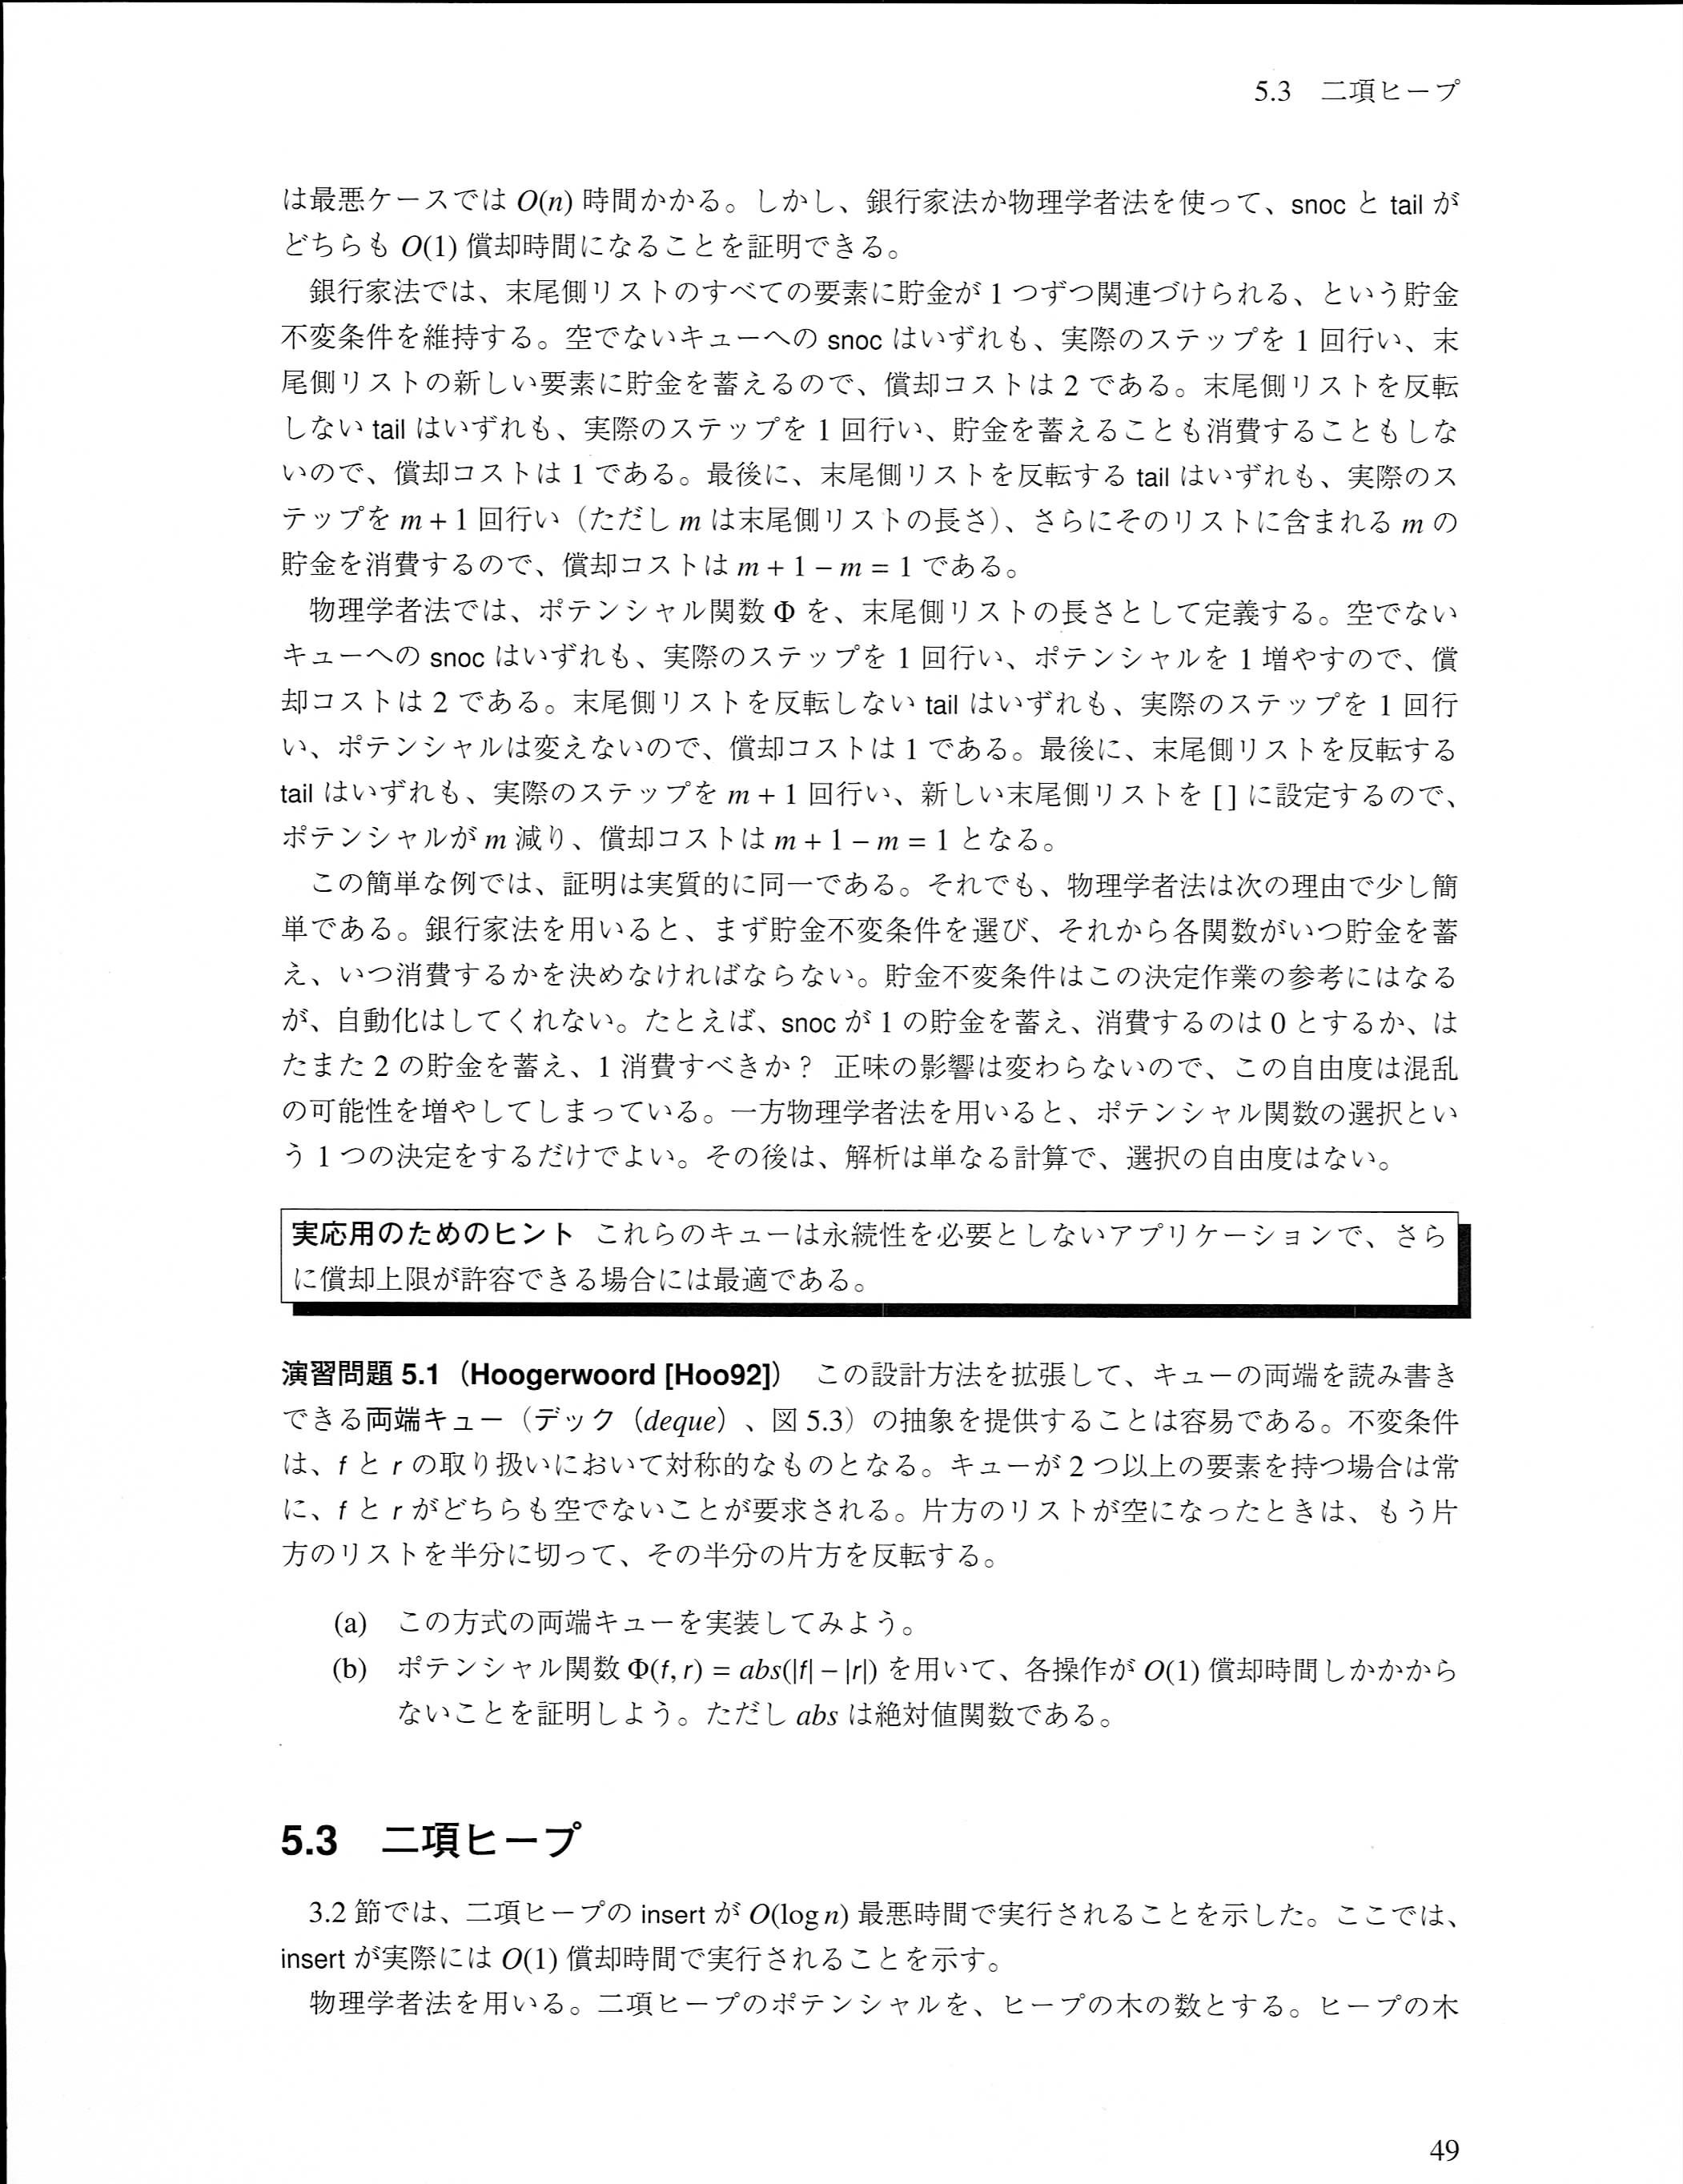 5.3　二項ヒープ
は最悪ケースでは O(n) 時間かかる。しかし、銀行家法か物理学者法を使って、snoc と tail が
どちらも O(1) 償却時間になることを証明できる。
銀行家法では、末尾側リストのすべての要素に貯金が 1 つずつ関連づけられる、という貯金
不変条件を維持する。空でないキューへの snoc はいずれも、実際のステップを 1 回行い、末
尾側リストの新しい要素に貯金を蓄えるので、償却コストは 2 である。末尾側リストを反転
しない tail はいずれも、実際のステップを 1 回行い、貯金を蓄えることも消費することもしな
いので、償却コストは 1 である。最後に、末尾側リストを反転する tail はいずれも、実際のス
テップを m + 1 回行い（ただし m は末尾側リストの長さ）、さらにそのリストに含まれる m の
貯金を消費するので、償却コストは m + 1 − m = 1 である。
物理学者法では、ポテンシャル関数 Φ を、末尾側リストの長さとして定義する。空でない
キューへの snoc はいずれも、実際のステップを 1 回行い、ポテンシャルを 1 増やすので、償
却コストは 2 である。末尾側リストを反転しない tail はいずれも、実際のステップを 1 回行
い、ポテンシャルは変えないので、償却コストは 1 である。最後に、末尾側リストを反転する
tail はいずれも、実際のステップを m + 1 回行い、新しい末尾側リストを [ ] に設定するので、
ポテンシャルが m 減り、償却コストは m + 1 − m = 1 となる。
この簡単な例では、証明は実質的に同一である。それでも、物理学者法は次の理由で少し簡
単である。銀行家法を用いると、まず貯金不変条件を選び、それから各関数がいつ貯金を蓄
え、いつ消費するかを決めなければならない。貯金不変条件はこの決定作業の参考にはなる
が、自動化はしてくれない。たとえば、snoc が 1 の貯金を蓄え、消費するのは 0 とするか、は
たまた 2 の貯金を蓄え、1 消費すべきか？ 正味の影響は変わらないので、この自由度は混乱
の可能性を増やしてしまっている。一方物理学者法を用いると、ポテンシャル関数の選択とい
う 1 つの決定をするだけでよい。その後は、解析は単なる計算で、選択の自由度はない。
実応用のためのヒント　これらのキューは永続性を必要としないアプリケーションで、さら
に償却上限が許容できる場合には最適である。
演習問題 5.1（Hoogerwoord [Hoo92]）　この設計方法を拡張して、キューの両端を読み書き
できる両端キュー（デック（deque）、図 5.3）の抽象を提供することは容易である。不変条件
は、f と r の取り扱いにおいて対称的なものとなる。キューが 2 つ以上の要素を持つ場合は常
に、f と r がどちらも空でないことが要求される。片方のリストが空になったときは、もう片
方のリストを半分に切って、その半分の片方を反転する。
(a)　この方式の両端キューを実装してみよう。
(b)　ポテンシャル関数 Φ(f, r) = abs(|f| − |r|) を用いて、各操作が O(1) 償却時間しかかから
ないことを証明しよう。ただし abs は絶対値関数である。
5.3　二項ヒープ
3.2 節では、二項ヒープの insert が O(log n) 最悪時間で実行されることを示した。ここでは、
insert が実際には O(1) 償却時間で実行されることを示す。
物理学者法を用いる。二項ヒープのポテンシャルを、ヒープの木の数とする。ヒープの木
49